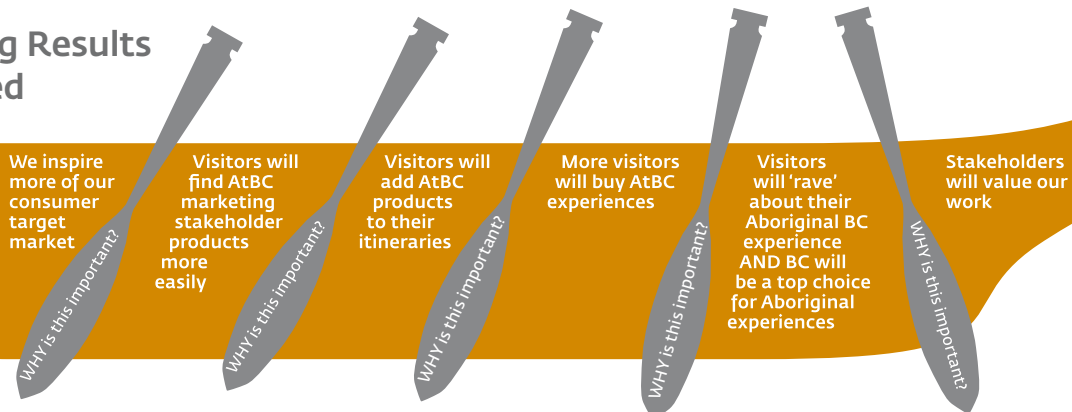 g Results
ed
We inspire
more of our
consumer
target
market
WHY is this important?
Visitors will
find AtBC
marketing
stakeholder
products
more
easily
WHY is this important?
Visitors will
add AtBC
products
to their
itineraries
WHY is this important?
More visitors
will buy AtBC
experiences
WHY is this important?
Visitors
will ‘rave’
about their
Aboriginal BC
experience
AND BC will
be a top choice
for Aboriginal
experiences
WHY is this important?
Stakeholders
will value our
work